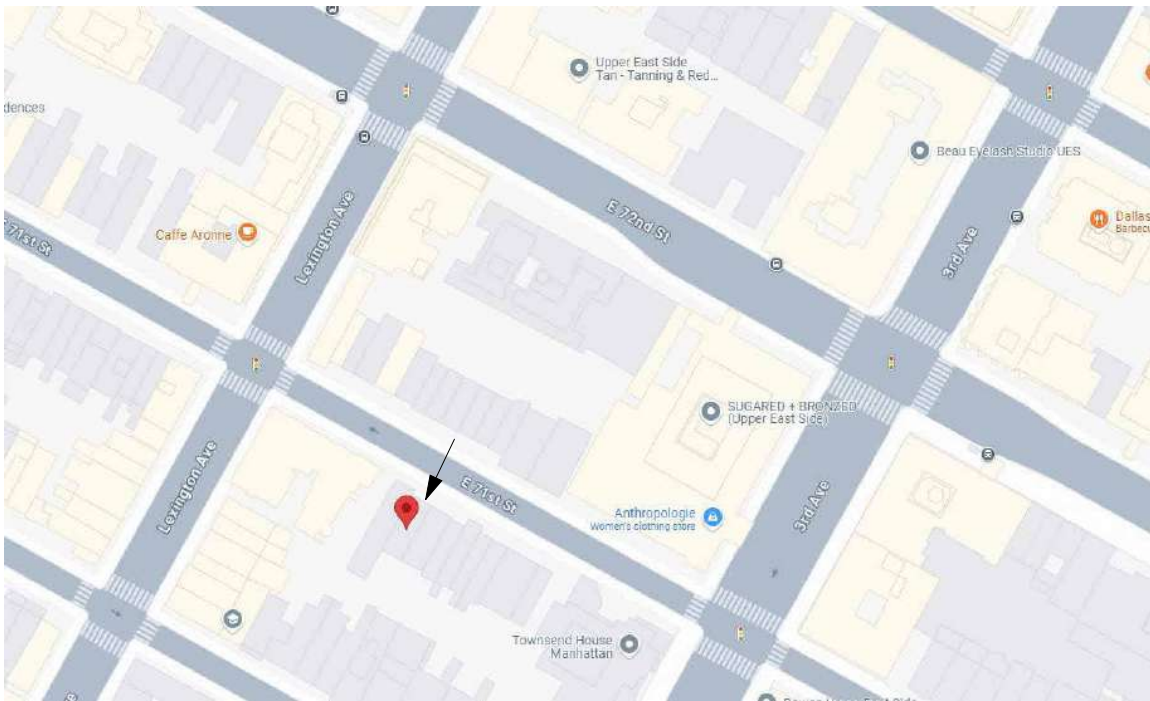 Upper East Side
Tan - Tanning & Red...
dences
Beau Eyelash Studio UES
Lexington Ave
E 72nd St
3rd Ave
Dallas
Barbecu
Caffe Aronne
E 71st St
SUGARED + BRONZED
(Upper East Side)
Lexington Ave
E 71st St
Anthropologie
Women's clothing store
3rd Ave
Townsend House
Manhattan